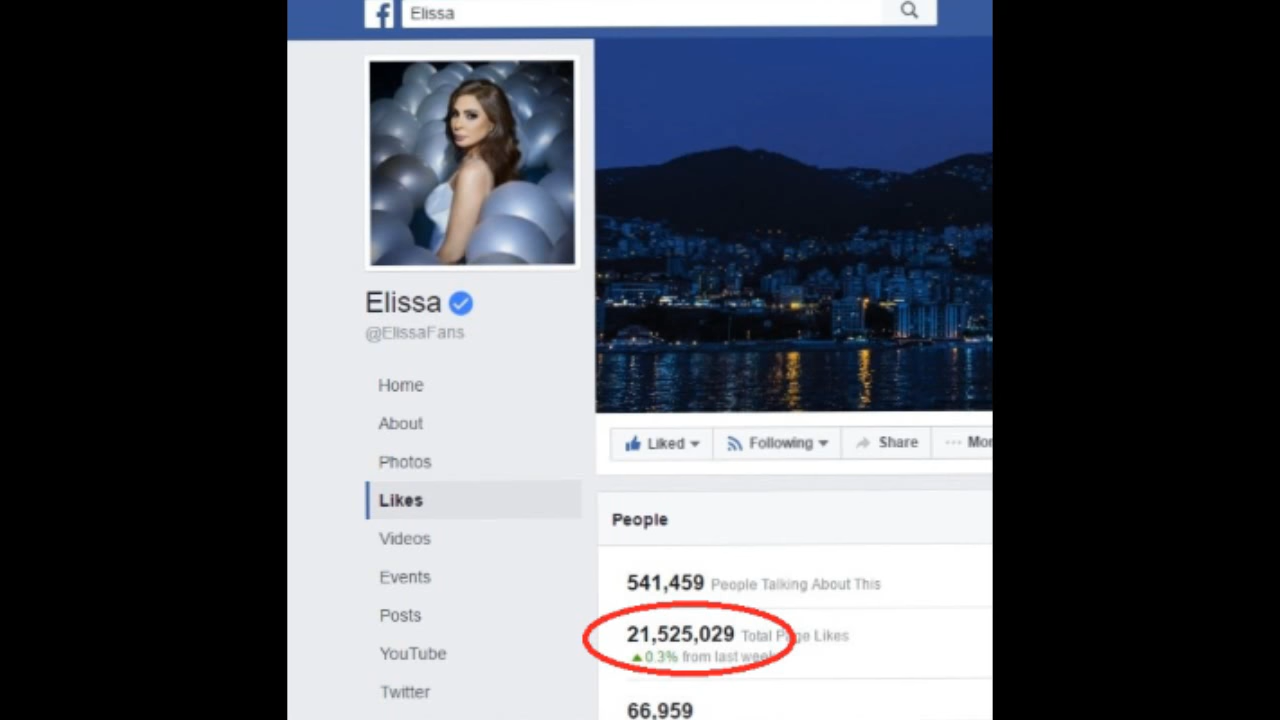 Elissa
Elissa
@ElissaFans
Home
About
Photos
Likes
Videos
Events
Posts
YouTube
Twitter
Liked
Following
Share
People
541,459 People Talking About This
21,525,029 Total Page Likes
0.3% from last week
66,959